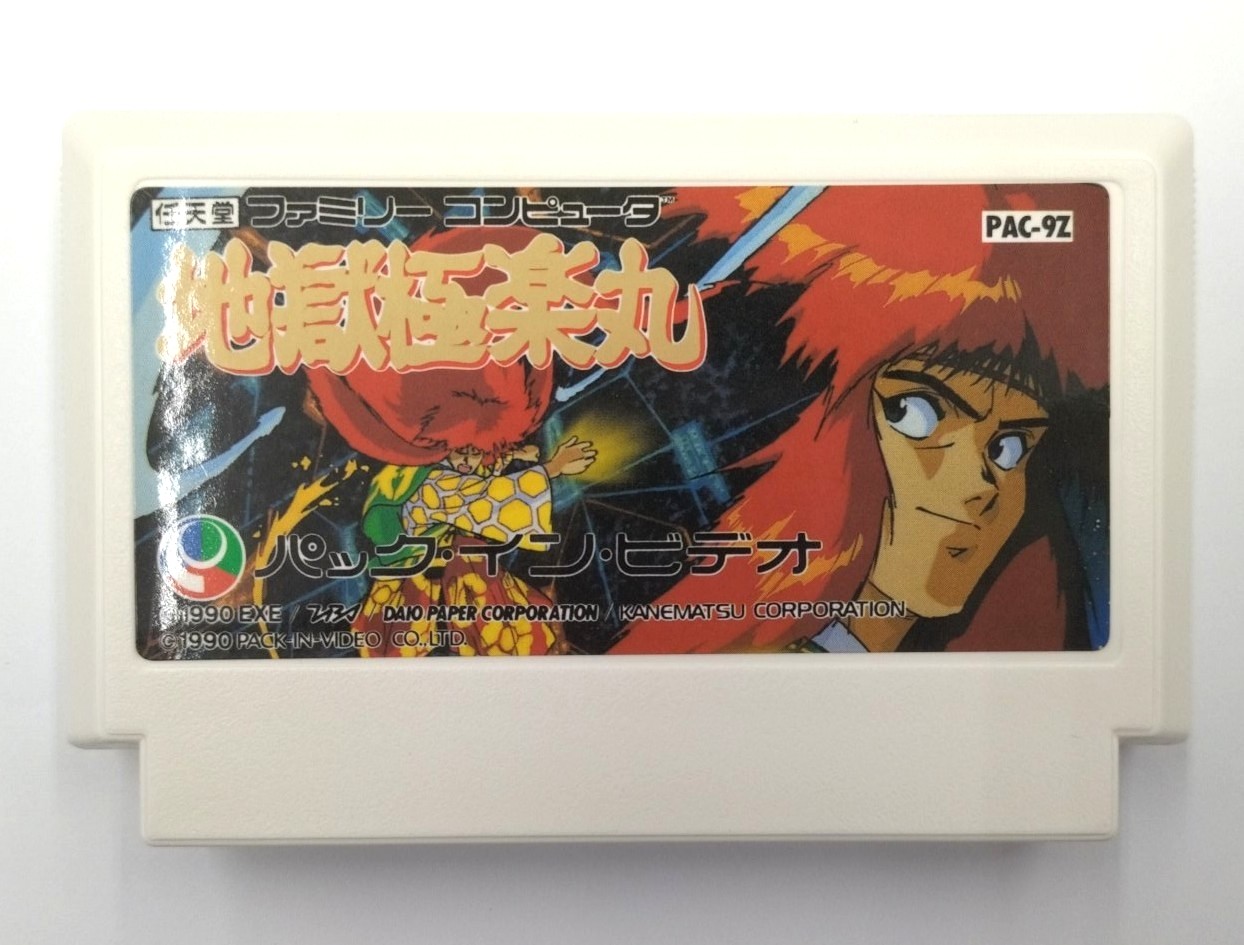 任天堂 ファミリー コンピュータ™
PAC-9Z
地獄極楽丸
パック・イン・ビデオ
1990 EXE / DAIO PAPER CORPORATION / KANEMATSU CORPORATION
©1990 PACK-IN-VIDEO CO.,LTD.